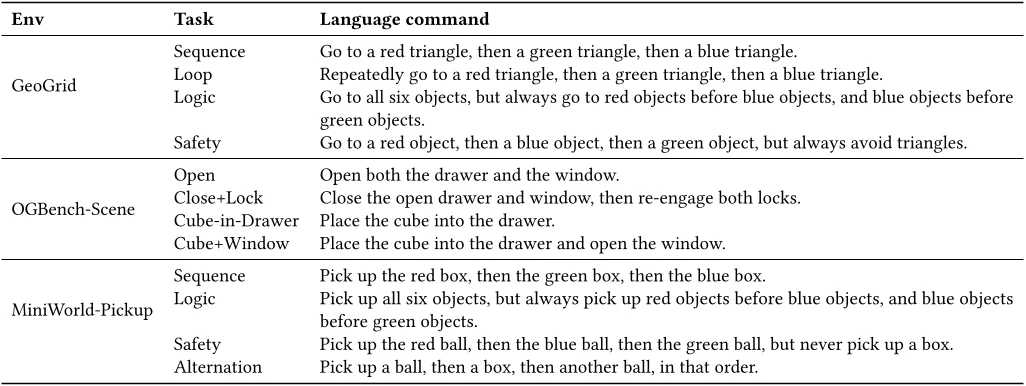 Env Task Language command
Sequence Go to a red triangle, then a green triangle, then a blue triangle.
Loop Repeatedly go to a red triangle, then a green triangle, then a blue triangle.
GeoGrid
Logic Go to all six objects, but always go to red objects before blue objects, and blue objects before
green objects.
Safety Go to a red object, then a blue object, then a green object, but always avoid triangles.
Open Open both the drawer and the window.
Close+Lock Close the open drawer and window, then re-engage both locks.
OGBench-Scene
Cube-in-Drawer Place the cube into the drawer.
Cube+Window Place the cube into the drawer and open the window.
Sequence Pick up the red box, then the green box, then the blue box.
Logic Pick up all six objects, but always pick up red objects before blue objects, and blue objects
MiniWorld-Pickup
before green objects.
Safety Pick up the red ball, then the blue ball, then the green ball, but never pick up a box.
Alternation Pick up a ball, then a box, then another ball, in that order.